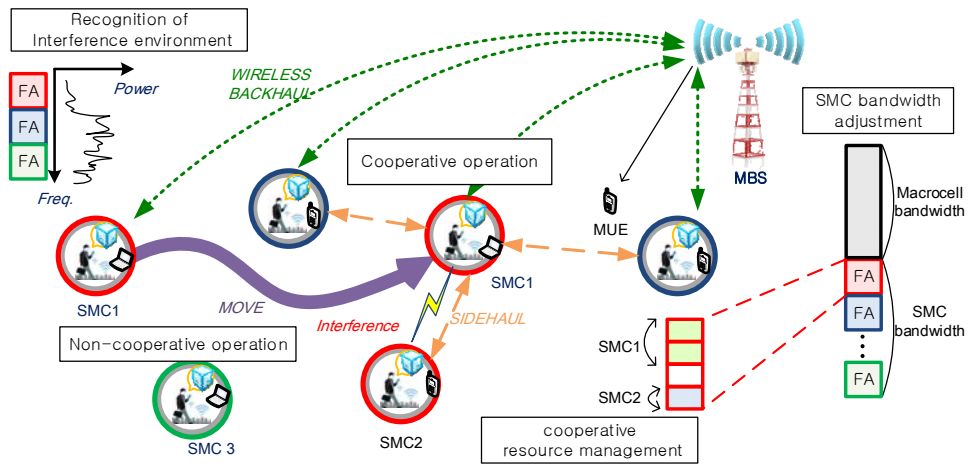 Recognition of
Interference environment
Power
FA
FA
FA
Freq.
WIRELESS
BACKHAUL
Cooperative operation
MBS
MUE
SMC bandwidth
adjustment
Macrocell
bandwidth
FA
FA
FA
SMC
bandwidth
SMC1
MOVE
SMC1
Interference
SIDEHAUL
Non-cooperative operation
SMC 3
SMC2
SMC1
SMC2
cooperative
resource management